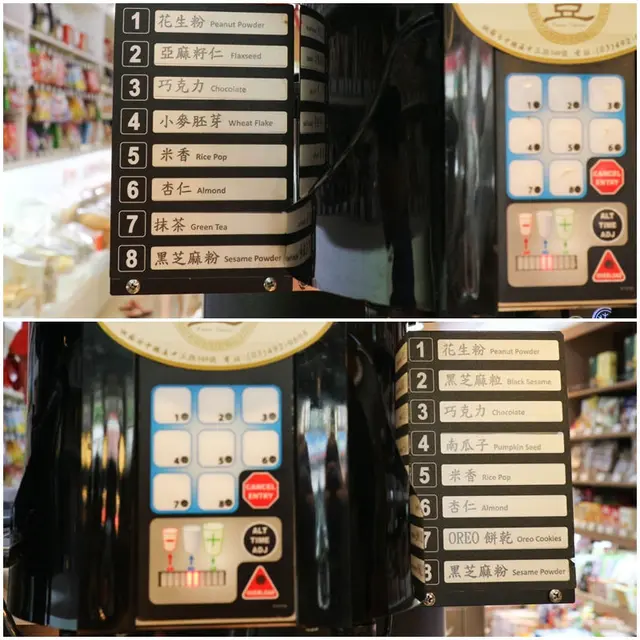 1 花生粉 Peanut Powder
2 亞麻籽仁 Flaxseed
3 巧克力 Chocolate
4 小麥胚芽 Wheat Flake
5 米香 Rice Pop
6 杏仁 Almond
7 抹茶 Green Tea
8 黑芝麻粉 Sesame Powder
1 2 3
4 5 6
7 8 CANCEL ENTRY
ALT TIME ADJ
OVERLOAD
1 2 3
4 5 6
7 8 CANCEL ENTRY
ALT TIME ADJ
OVERLOAD
1 花生粉 Peanut Powder
2 黑芝麻粒 Black Sesame
3 巧克力 Chocolate
4 南瓜子 Pumpkin Seed
5 米香 Rice Pop
6 杏仁 Almond
7 OREO 餅乾 Oreo Cookies
8 黑芝麻粉 Sesame Powder